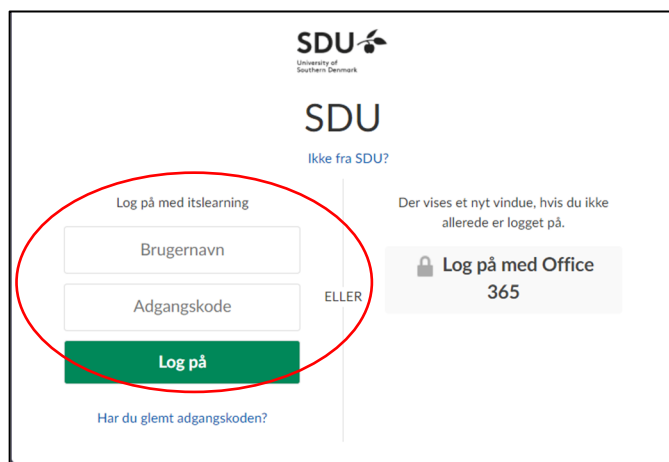 SDU
University of
Southern Denmark
SDU
Ikke fra SDU?
Log på med itslearning
Brugernavn
Adgangskode
Log på
Har du glemt adgangskoden?
ELLER
Der vises et nyt vindue, hvis du ikke
allerede er logget på.
Log på med Office
365